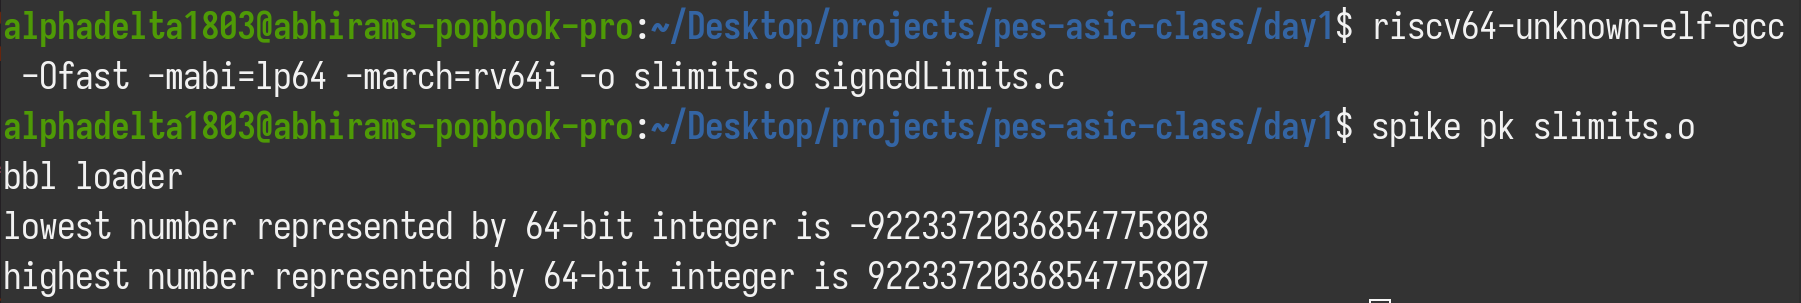 alphadelta1803@abhirams-popbook-pro:~/Desktop/projects/pes-asic-class/day1$ riscv64-unknown-elf-gcc
 -Ofast -mabi=lp64 -march=rv64i -o slimits.o signedLimits.c
alphadelta1803@abhirams-popbook-pro:~/Desktop/projects/pes-asic-class/day1$ spike pk slimits.o
bbl loader
lowest number represented by 64-bit integer is -9223372036854775808
highest number represented by 64-bit integer is 9223372036854775807